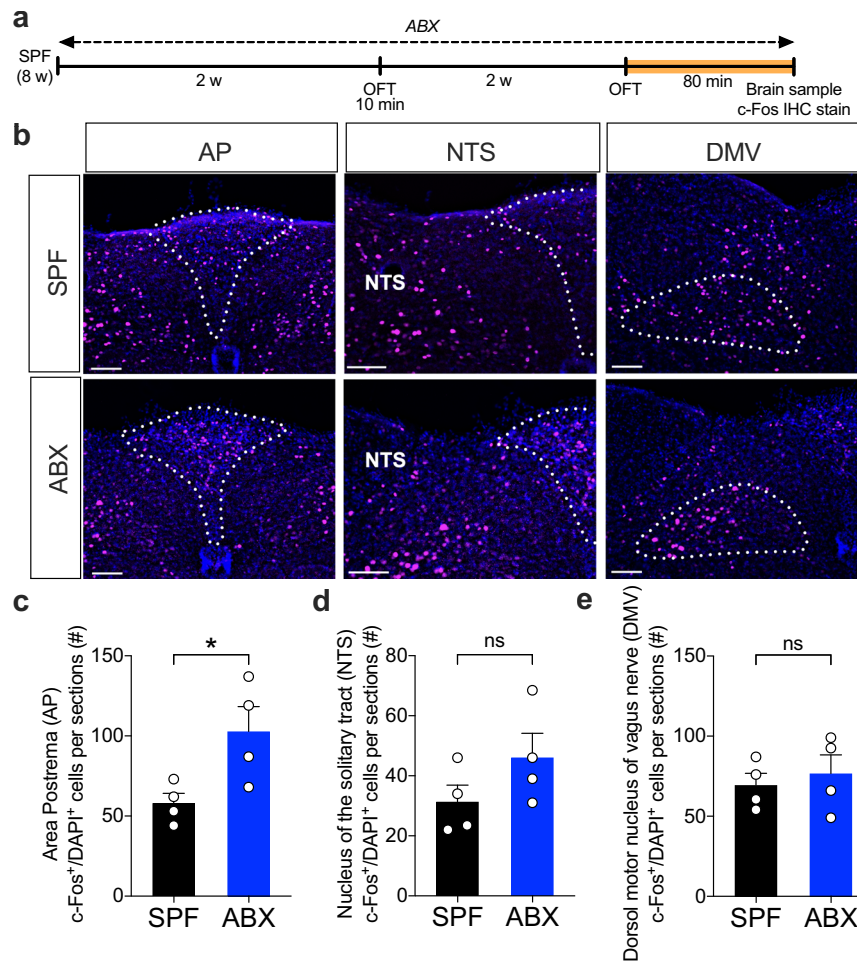 a
ABX
SPF
(8 w)
2 w
OFT
10 min
2 w
OFT
80 min
Brain sample
c-Fos IHC stain
b
AP
NTS
DMV
SPF
NTS
ABX
NTS
c
Area Postrema (AP)
c-Fos⁺/DAPI⁺ cells per sections (#)
150
100
50
0
*
SPF
ABX
d
Nucleus of the solitary tract (NTS)
c-Fos⁺/DAPI⁺ cells per sections (#)
80
60
40
20
0
ns
SPF
ABX
e
Dorsol motor nucleus of vagus nerve (DMV)
c-Fos⁺/DAPI⁺ cells per sections (#)
150
100
50
0
ns
SPF
ABX